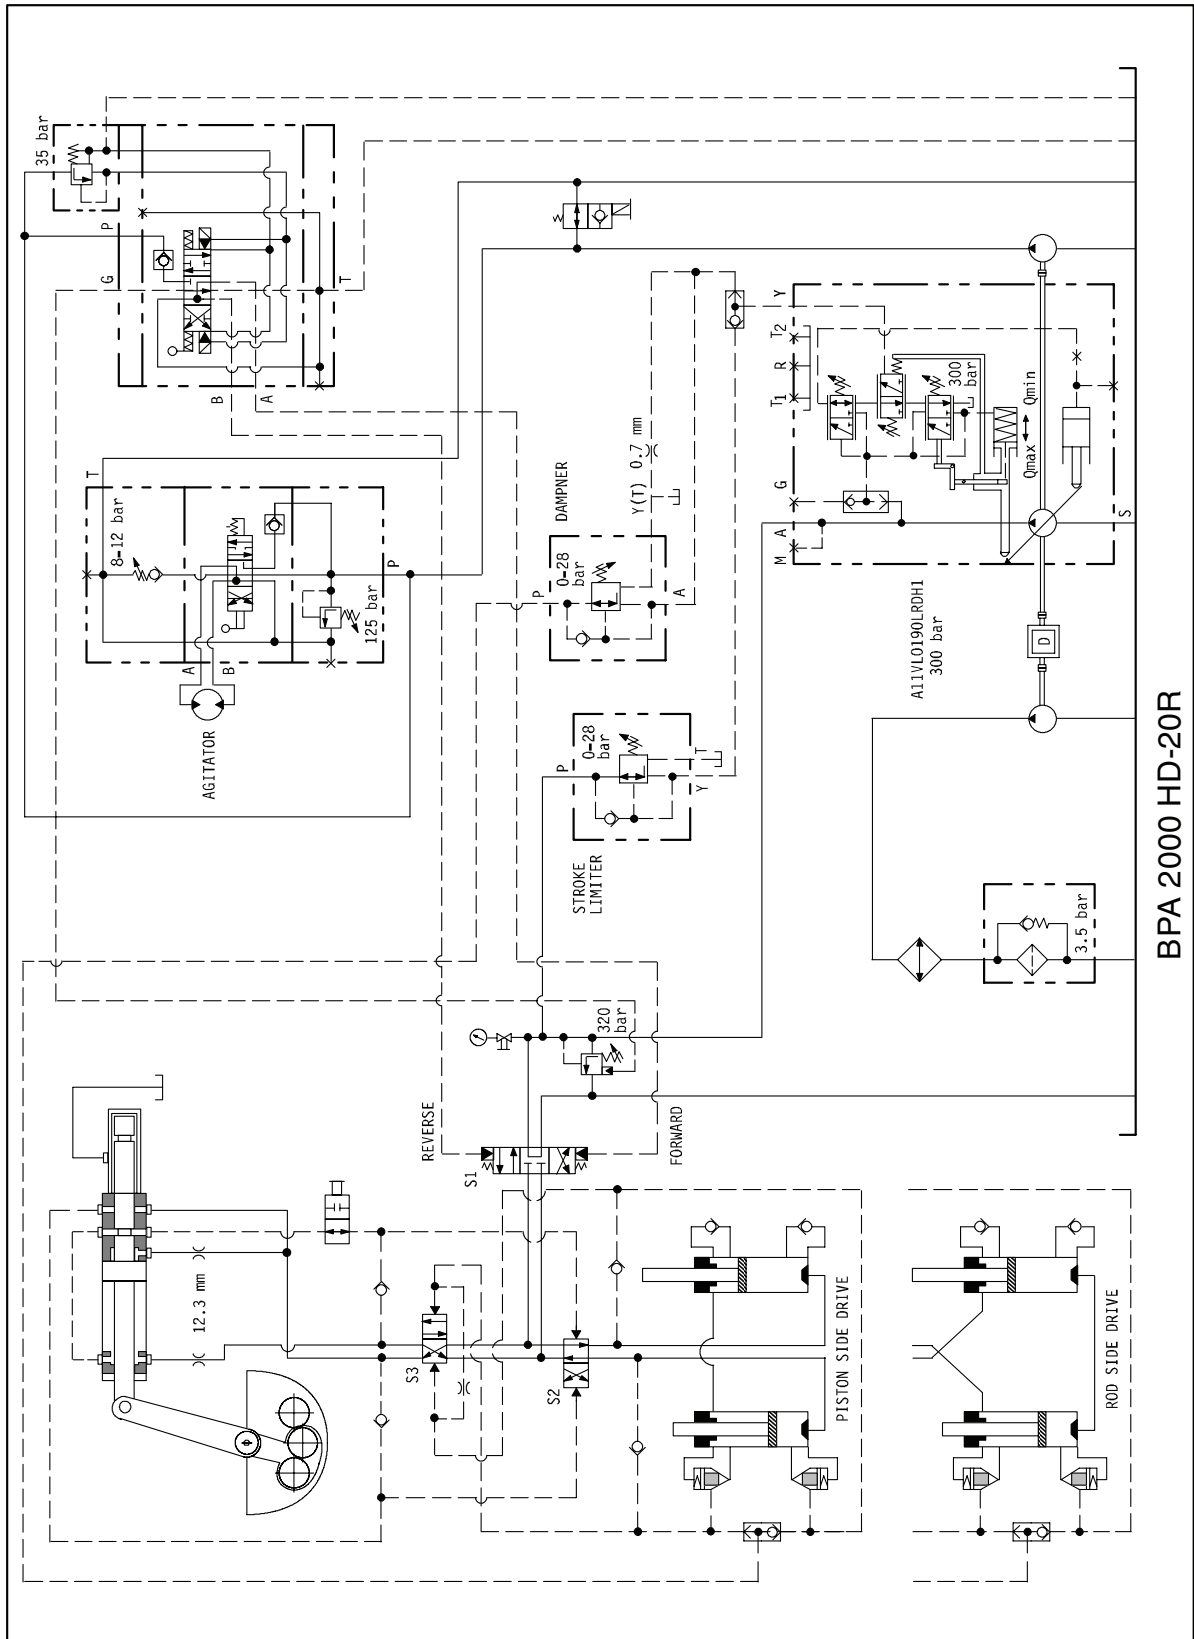 35 bar
P
G
T
B
A
T
8-12 bar
P
125 bar
A
B
AGITATOR
DAMPNER
P
0-28
bar
A
Y(T) 0.7 mm
STROKE
LIMITER
P
0-28
bar
T
Y
Y
T2
R
T1
G
A
M
300
bar
Qmax
Qmin
S
A11VLO190LRDH1
300 bar
D
3.5 bar
320
bar
REVERSE
FORWARD
S1
12.3 mm
S3
S2
PISTON SIDE DRIVE
ROD SIDE DRIVE
BPA 2000 HD-20R